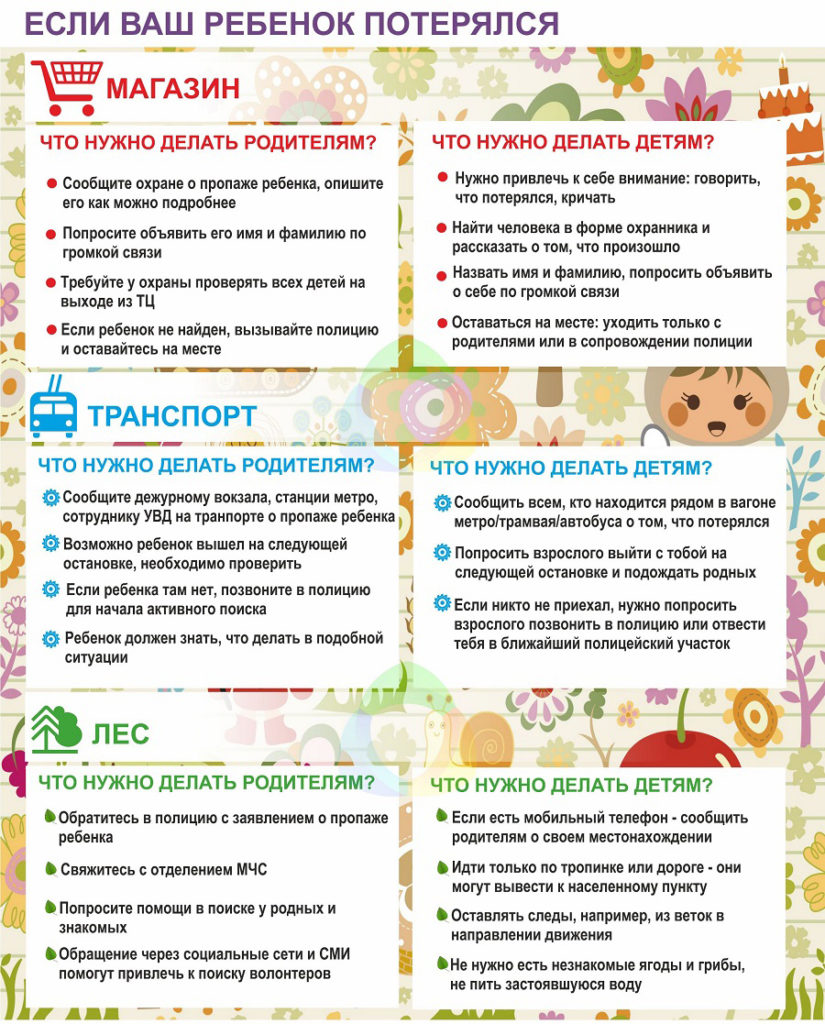 ЕСЛИ ВАШ РЕБЕНОК ПОТЕРЯЛСЯ
МАГАЗИН
ЧТО НУЖНО ДЕЛАТЬ РОДИТЕЛЯМ?
Сообщите охране о пропаже ребенка, опишите
его как можно подробнее
Попросите объявить его имя и фамилию по
громкой связи
Требуйте у охраны проверять всех детей на
выходе из ТЦ
Если ребенок не найден, вызывайте полицию
и оставайтесь на месте
ЧТО НУЖНО ДЕЛАТЬ ДЕТЯМ?
Нужно привлечь к себе внимание: говорить,
что потерялся, кричать
Найти человека в форме охранника и
рассказать о том, что произошло
Назвать имя и фамилию, попросить объявить
о себе по громкой связи
Оставаться на месте: уходить только с
родителями или в сопровождении полиции
ТРАНСПОРТ
ЧТО НУЖНО ДЕЛАТЬ РОДИТЕЛЯМ?
Сообщите дежурному вокзала, станции метро,
сотруднику УВД на транпорте о пропаже ребенка
Возможно ребенок вышел на следующей
остановке, необходимо проверить
Если ребенка там нет, позвоните в полицию
для начала активного поиска
Ребенок должен знать, что делать в подобной
ситуации
ЧТО НУЖНО ДЕЛАТЬ ДЕТЯМ?
Сообщить всем, кто находится рядом в вагоне
метро/трамвая/автобуса о том, что потерялся
Попросить взрослого выйти с тобой на
следующей остановке и подождать родных
Если никто не приехал, нужно попросить
взрослого позвонить в полицию или отвести
тебя в ближайший полицейский участок
ЛЕС
ЧТО НУЖНО ДЕЛАТЬ РОДИТЕЛЯМ?
Обратитесь в полицию с заявлением о пропаже
ребенка
Свяжитесь с отделением МЧС
Попросите помощи в поиске у родных и
знакомых
Обращение через социальные сети и СМИ
помогут привлечь к поиску волонтеров
ЧТО НУЖНО ДЕЛАТЬ ДЕТЯМ?
Если есть мобильный телефон - сообщить
родителям о своем местонахождении
Идти только по тропинке или дороге - они
могут вывести к населенному пункту
Оставлять следы, например, из веток в
направлении движения
Не нужно есть незнакомые ягоды и грибы,
не пить застоявшуюся воду